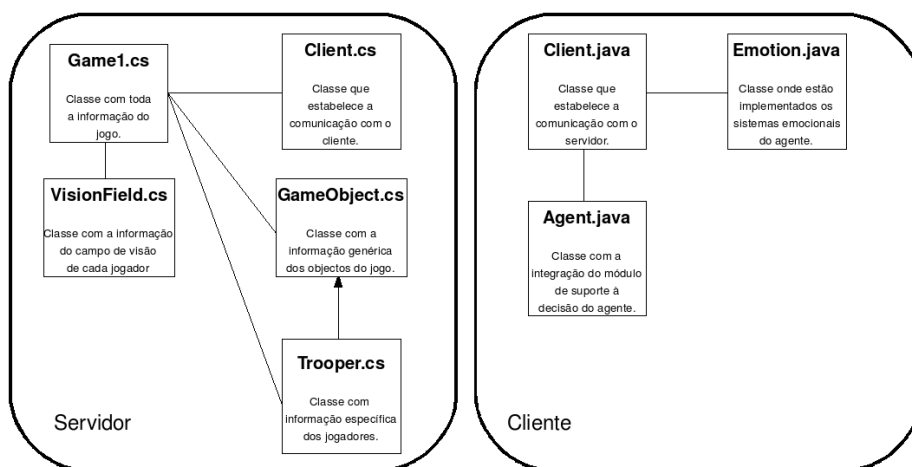 Game1.cs
Classe com toda
a informação do
jogo.
Client.cs
Classe que
estabelece a
comunicação com o
cliente.
VisionField.cs
Classe com a informação
do campo de visão
de cada jogador
GameObject.cs
Classe com a
informação genérica
dos objectos do jogo.
Trooper.cs
Classe com
informação específica
dos jogadores.
Servidor
Client.java
Classe que
estabelece a
comunicação com o
servidor.
Emotion.java
Classe onde estão
implementados os
sistemas emocionais
do agente.
Agent.java
Classe com a
integração do módulo
de suporte à
decisão do agente.
Cliente